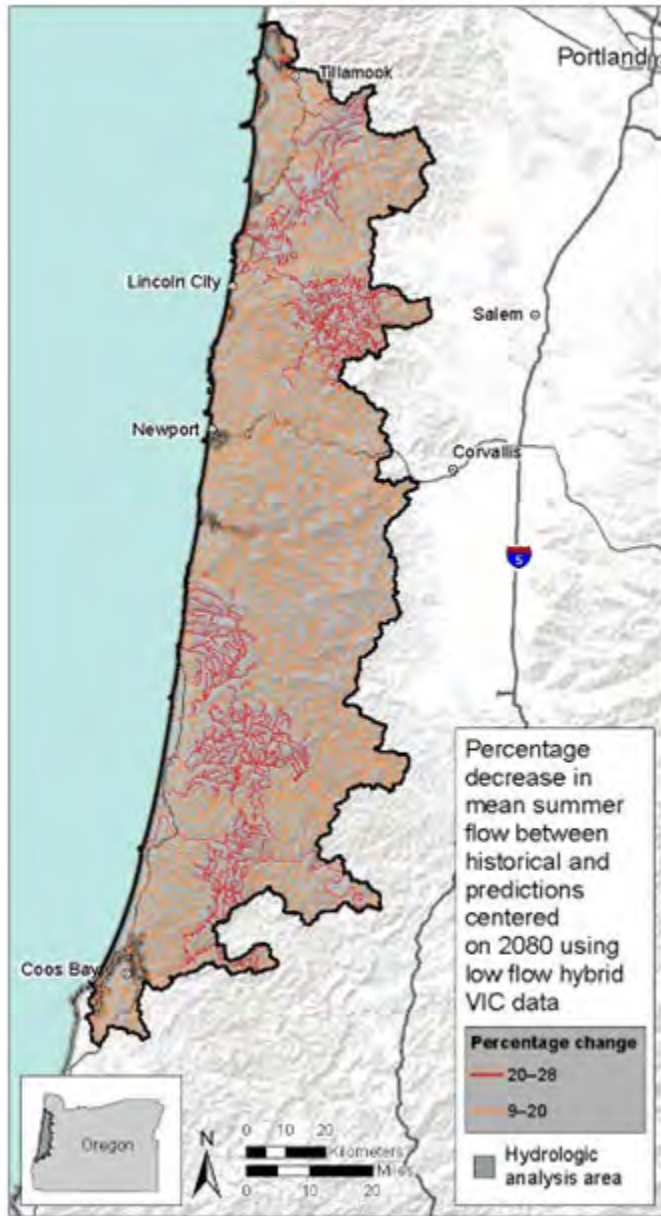 Portland
Tillamook
Lincoln City
Salem
Newport
Corvallis
5
Coos Bay
Percentage
decrease in
mean summer
flow between
historical and
predictions
centered
on 2080 using
low flow hybrid
VIC data
Percentage change
20–28
9–20
Hydrologic
analysis area
Oregon
N
0 10 20
Kilometers
Miles
0 10 20